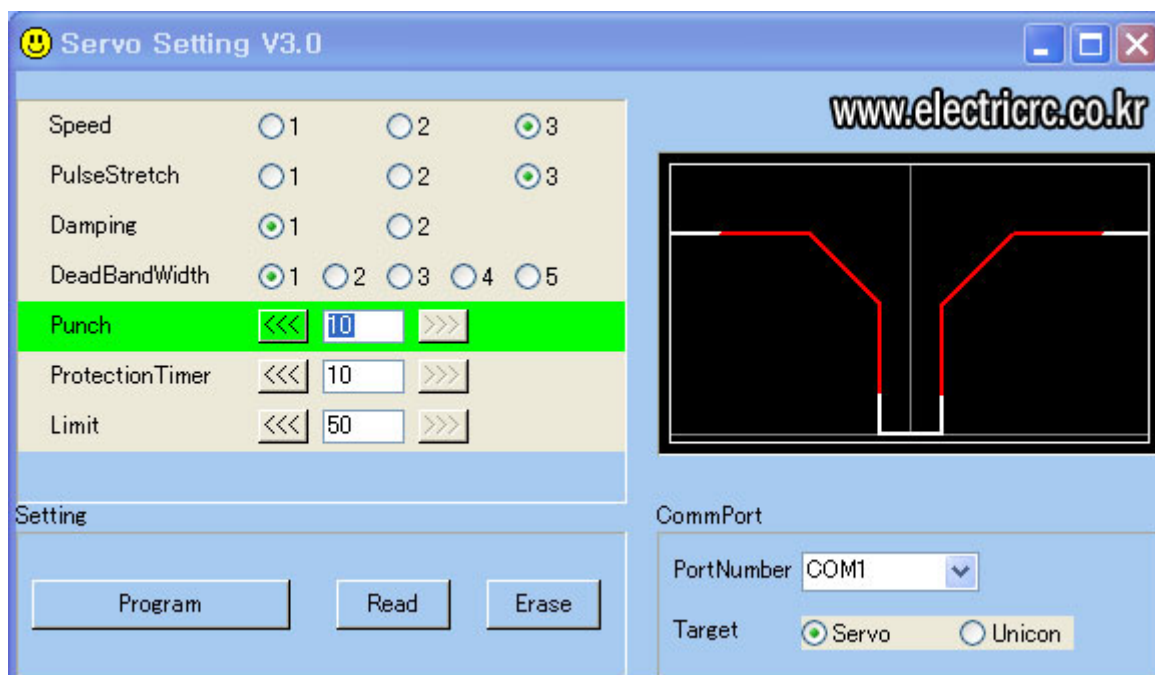 Servo Setting V3.0
www.electricrc.co.kr
Speed 1 2 3
PulseStretch 1 2 3
Damping 1 2
DeadBandWidth 1 2 3 4 5
Punch <<< 10 >>>
ProtectionTimer <<< 10 >>>
Limit <<< 50 >>>
Setting
Program Read Erase
CommPort
PortNumber COM1
Target Servo Unicon